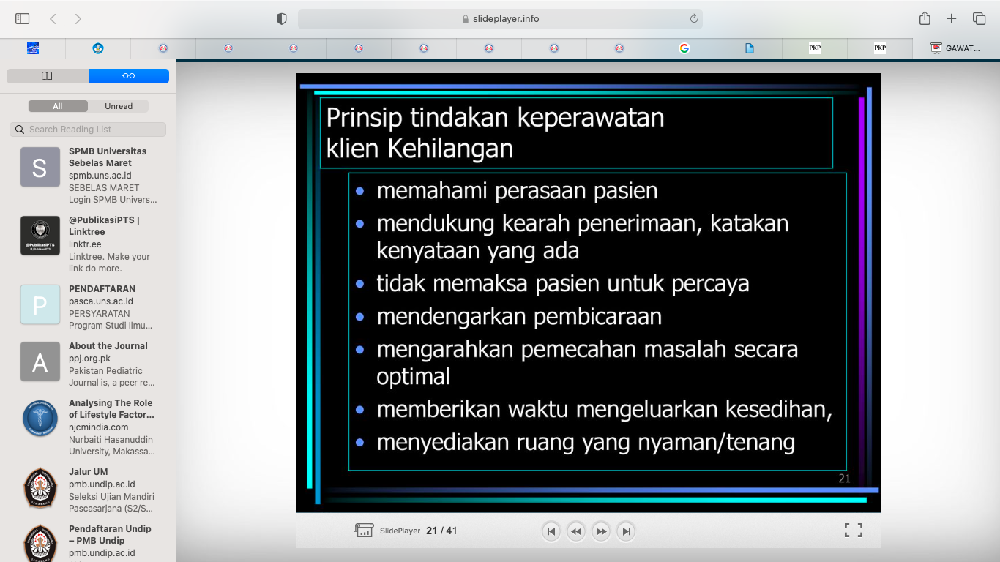 slideplayer.info
PKP
PKP
GAWAT...
All
Unread
Search Reading List
S
SPMB Universitas
Sebelas Maret
spmb.uns.ac.id
SEBELAS MARET
Login SPMB Univers...
@PublikasiPTS |
Linktree
linktr.ee
Linktree. Make your
link do more.
@PublikasiPTS
P
PENDAFTARAN
pasca.uns.ac.id
PERSYARATAN
Program Studi Ilmu...
A
About the Journal
ppj.org.pk
Pakistan Pediatric
Journal is, a peer re...
Analysing The Role
of Lifestyle Factor...
njcmindia.com
Nurbaiti Hasanuddin
University, Makassa...
Jalur UM
pmb.undip.ac.id
Seleksi Ujian Mandiri
Pascasarjana (S2/S...
Pendaftaran Undip
– PMB Undip
pmb.undip.ac.id
Prinsip tindakan keperawatan
klien Kehilangan
memahami perasaan pasien
mendukung kearah penerimaan, katakan
kenyataan yang ada
tidak memaksa pasien untuk percaya
mendengarkan pembicaraan
mengarahkan pemecahan masalah secara
optimal
memberikan waktu mengeluarkan kesedihan,
menyediakan ruang yang nyaman/tenang
21
SlidePlayer 21 / 41